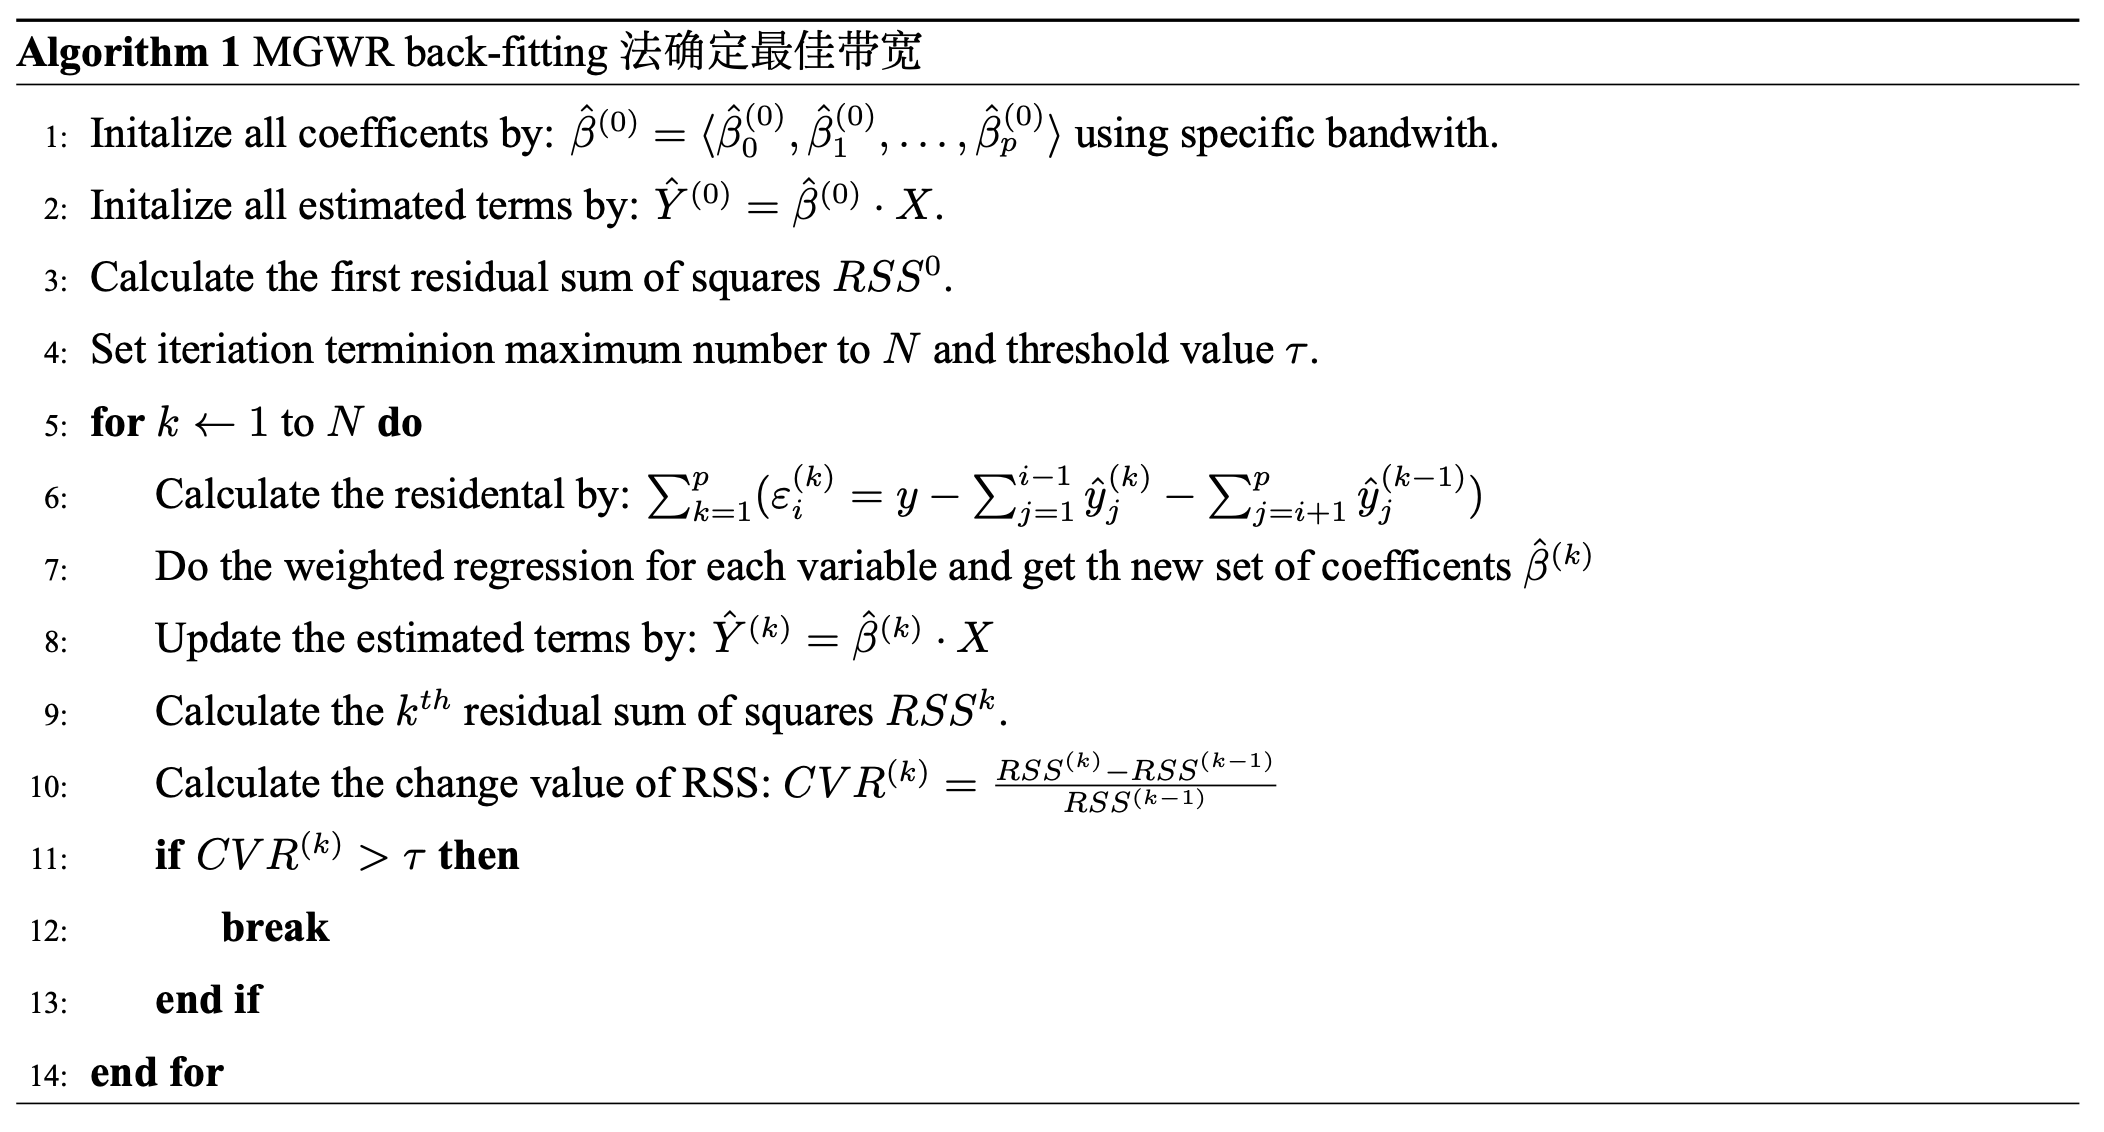 Algorithm 1 MGWR back-fitting 法确定最佳带宽
1: Initalize all coefficents by: $\hat{\beta}^{(0)} = \langle \hat{\beta}_0^{(0)}, \hat{\beta}_1^{(0)}, \ldots, \hat{\beta}_p^{(0)} \rangle$ using specific bandwith.
2: Initalize all estimated terms by: $\hat{Y}^{(0)} = \hat{\beta}^{(0)} \cdot X$.
3: Calculate the first residual sum of squares $RSS^0$.
4: Set iteriation terminion maximum number to $N$ and threshold value $\tau$.
5: for $k \leftarrow 1$ to $N$ do
6: Calculate the residental by: $\sum_{k=1}^{p}(\varepsilon_i^{(k)} = y - \sum_{j=1}^{i-1} \hat{y}_j^{(k)} - \sum_{j=i+1}^{p} \hat{y}_j^{(k-1)})$
7: Do the weighted regression for each variable and get th new set of coefficents $\hat{\beta}^{(k)}$
8: Update the estimated terms by: $\hat{Y}^{(k)} = \hat{\beta}^{(k)} \cdot X$
9: Calculate the $k^{th}$ residual sum of squares $RSS^k$.
10: Calculate the change value of RSS: $CVR^{(k)} = \frac{RSS^{(k)} - RSS^{(k-1)}}{RSS^{(k-1)}}$
11: if $CVR^{(k)} > \tau$ then
12: break
13: end if
14: end for